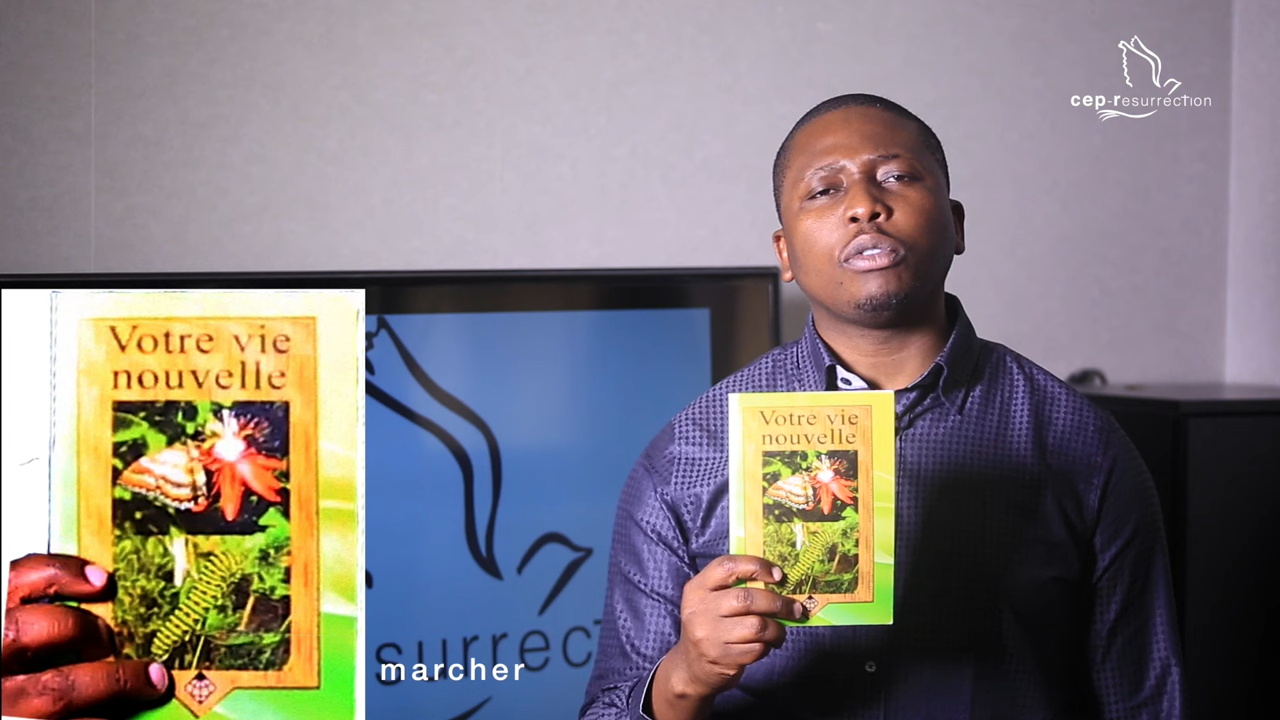 cep-resurrection
Votre vie
nouvelle
Votre vie
nouvelle
surrect
marcher